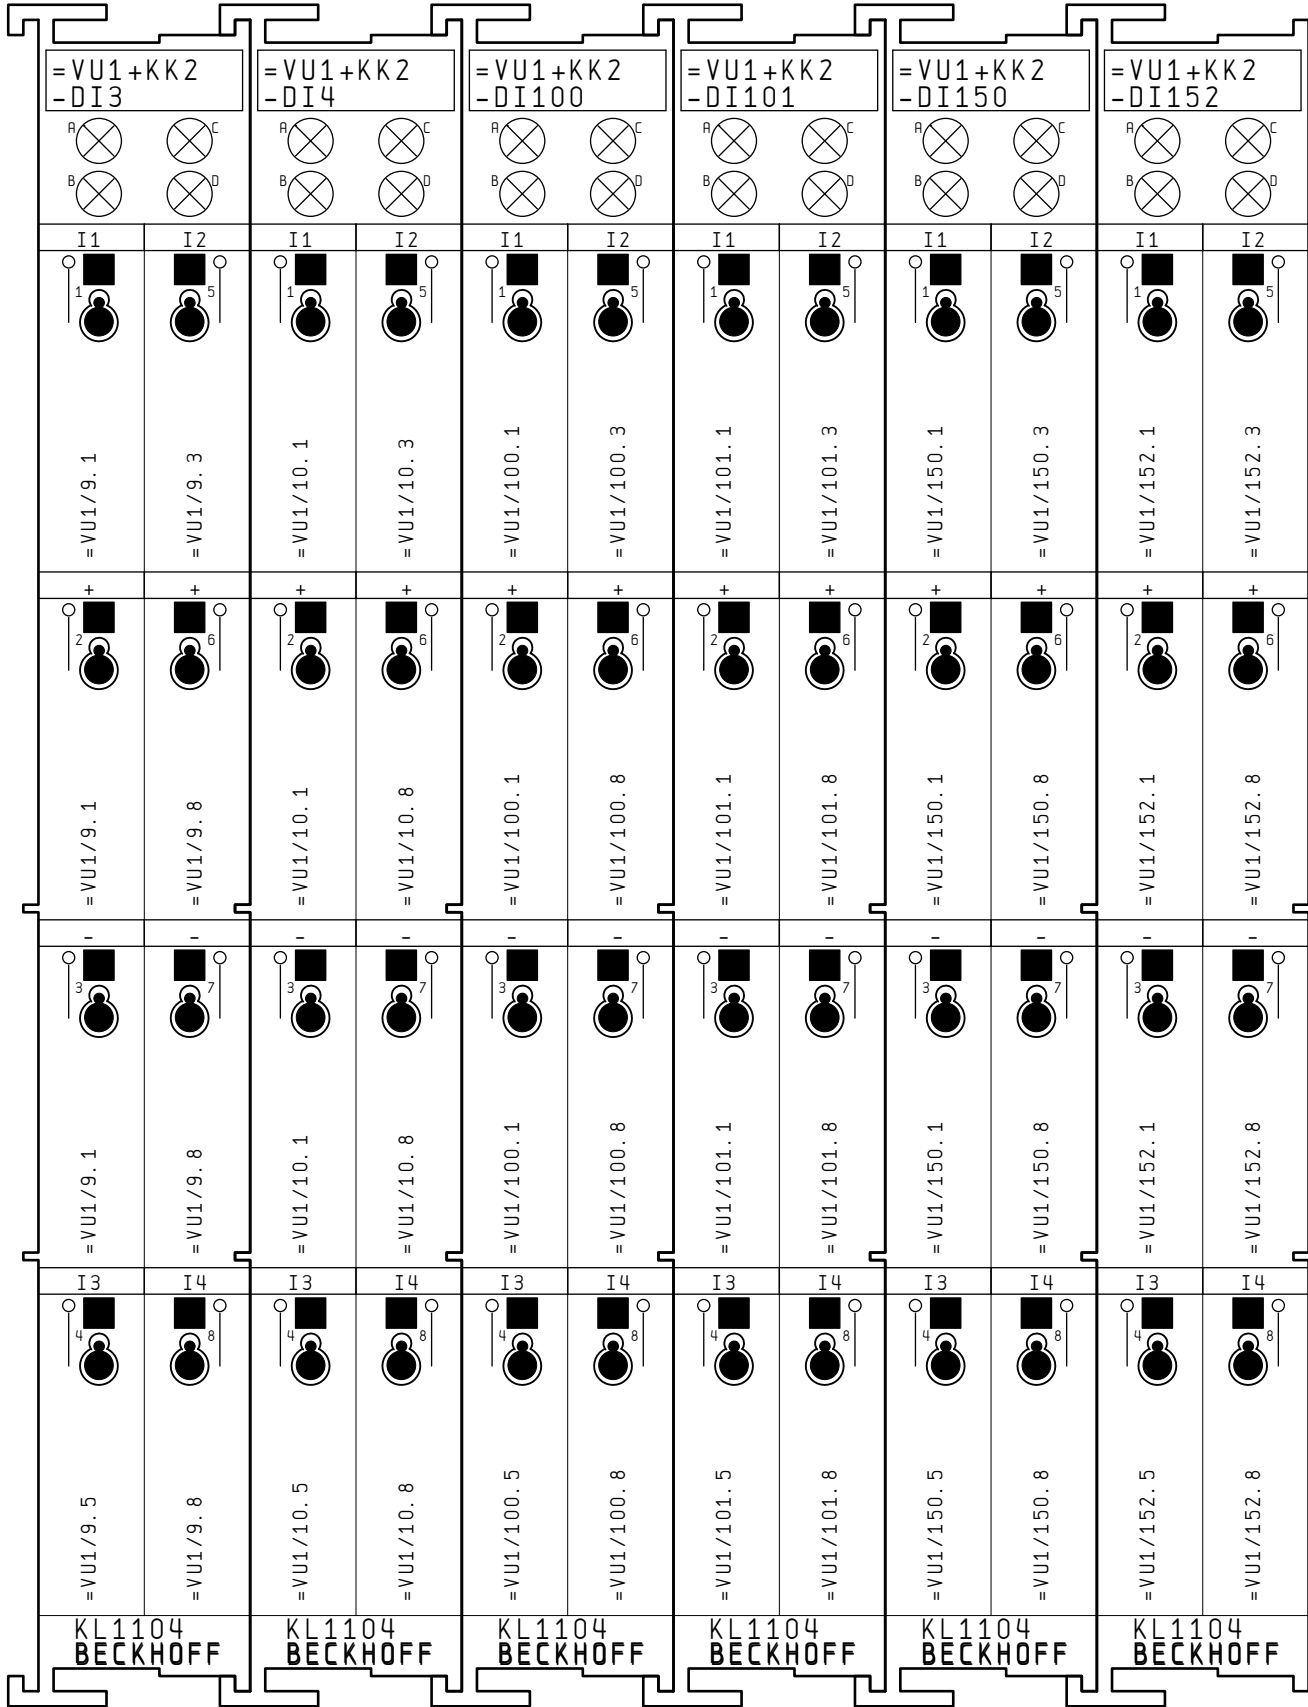 =VU1+KK2 =VU1+KK2 =VU1+KK2 =VU1+KK2 =VU1+KK2 =VU1+KK2
-DI3 -DI4 -DI100 -DI101 -DI150 -DI152
A C A C A C A C A C A C
B D B D B D B D B D B D
I1 I2 I1 I2 I1 I2 I1 I2 I1 I2 I1 I2
1 5 1 5 1 5 1 5 1 5 1 5
=VU1/9.1 =VU1/9.3 =VU1/10.1 =VU1/10.3 =VU1/100.1 =VU1/100.3 =VU1/101.1 =VU1/101.3 =VU1/150.1 =VU1/150.3 =VU1/152.1 =VU1/152.3
+ + + + + + + + + + + +
2 6 2 6 2 6 2 6 2 6 2 6
=VU1/9.1 =VU1/9.8 =VU1/10.1 =VU1/10.8 =VU1/100.1 =VU1/100.8 =VU1/101.1 =VU1/101.8 =VU1/150.1 =VU1/150.8 =VU1/152.1 =VU1/152.8
- - - - - - - - - - - -
3 7 3 7 3 7 3 7 3 7 3 7
=VU1/9.1 =VU1/9.8 =VU1/10.1 =VU1/10.8 =VU1/100.1 =VU1/100.8 =VU1/101.1 =VU1/101.8 =VU1/150.1 =VU1/150.8 =VU1/152.1 =VU1/152.8
I3 I4 I3 I4 I3 I4 I3 I4 I3 I4 I3 I4
4 8 4 8 4 8 4 8 4 8 4 8
=VU1/9.5 =VU1/9.8 =VU1/10.5 =VU1/10.8 =VU1/100.5 =VU1/100.8 =VU1/101.5 =VU1/101.8 =VU1/150.5 =VU1/150.8 =VU1/152.5 =VU1/152.8
KL1104 KL1104 KL1104 KL1104 KL1104 KL1104
BECKHOFF BECKHOFF BECKHOFF BECKHOFF BECKHOFF BECKHOFF